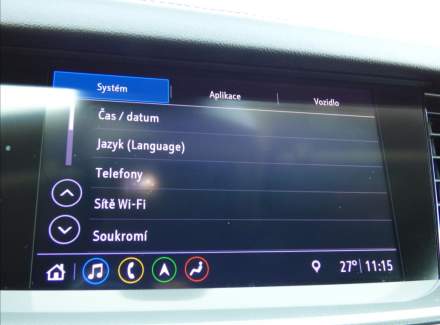 Systém Aplikace Vozidlo
Čas / datum
Jazyk (Language)
Telefony
Sítě Wi-Fi
Soukromí
27° 11:15